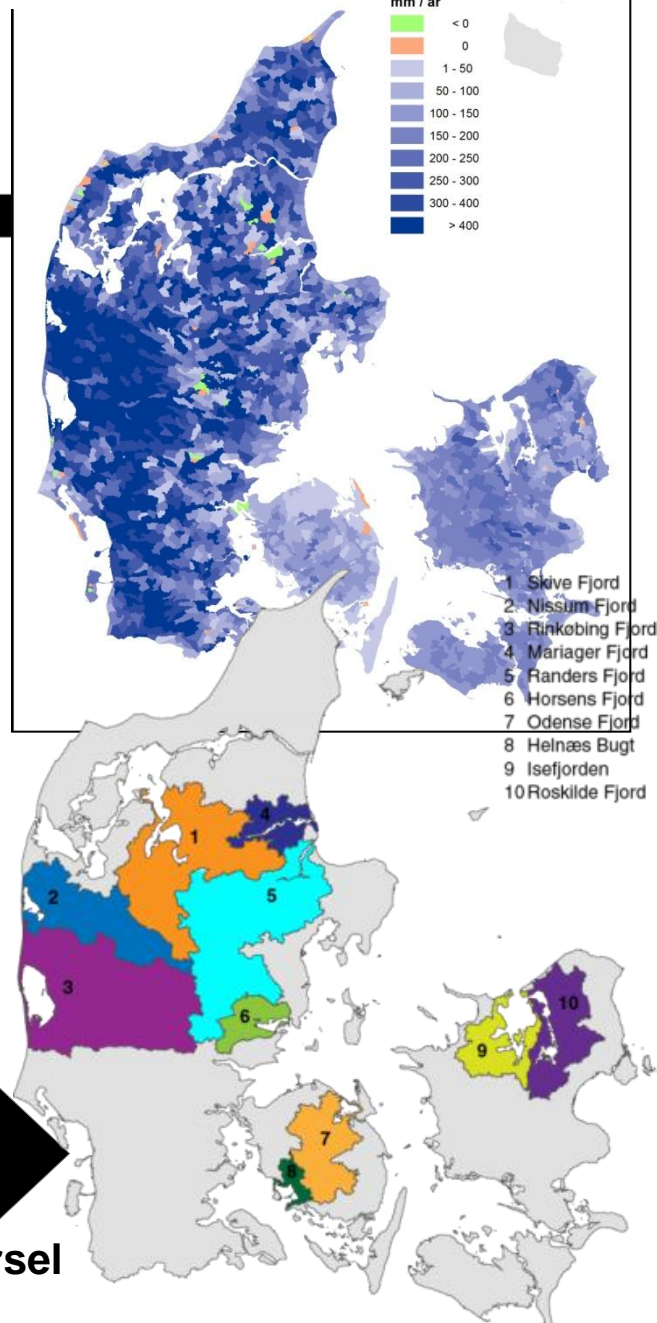 mm / år
< 0
0
1 - 50
50 - 100
100 - 150
150 - 200
200 - 250
250 - 300
300 - 400
> 400
1 Skive Fjord
2 Nissum Fjord
3 Rinkøbing Fjord
4 Mariager Fjord
5 Randers Fjord
6 Horsens Fjord
7 Odense Fjord
8 Helnæs Bugt
9 Isefjorden
10 Roskilde Fjord
4
1
5
2
3
6
10
9
7
8
rsel